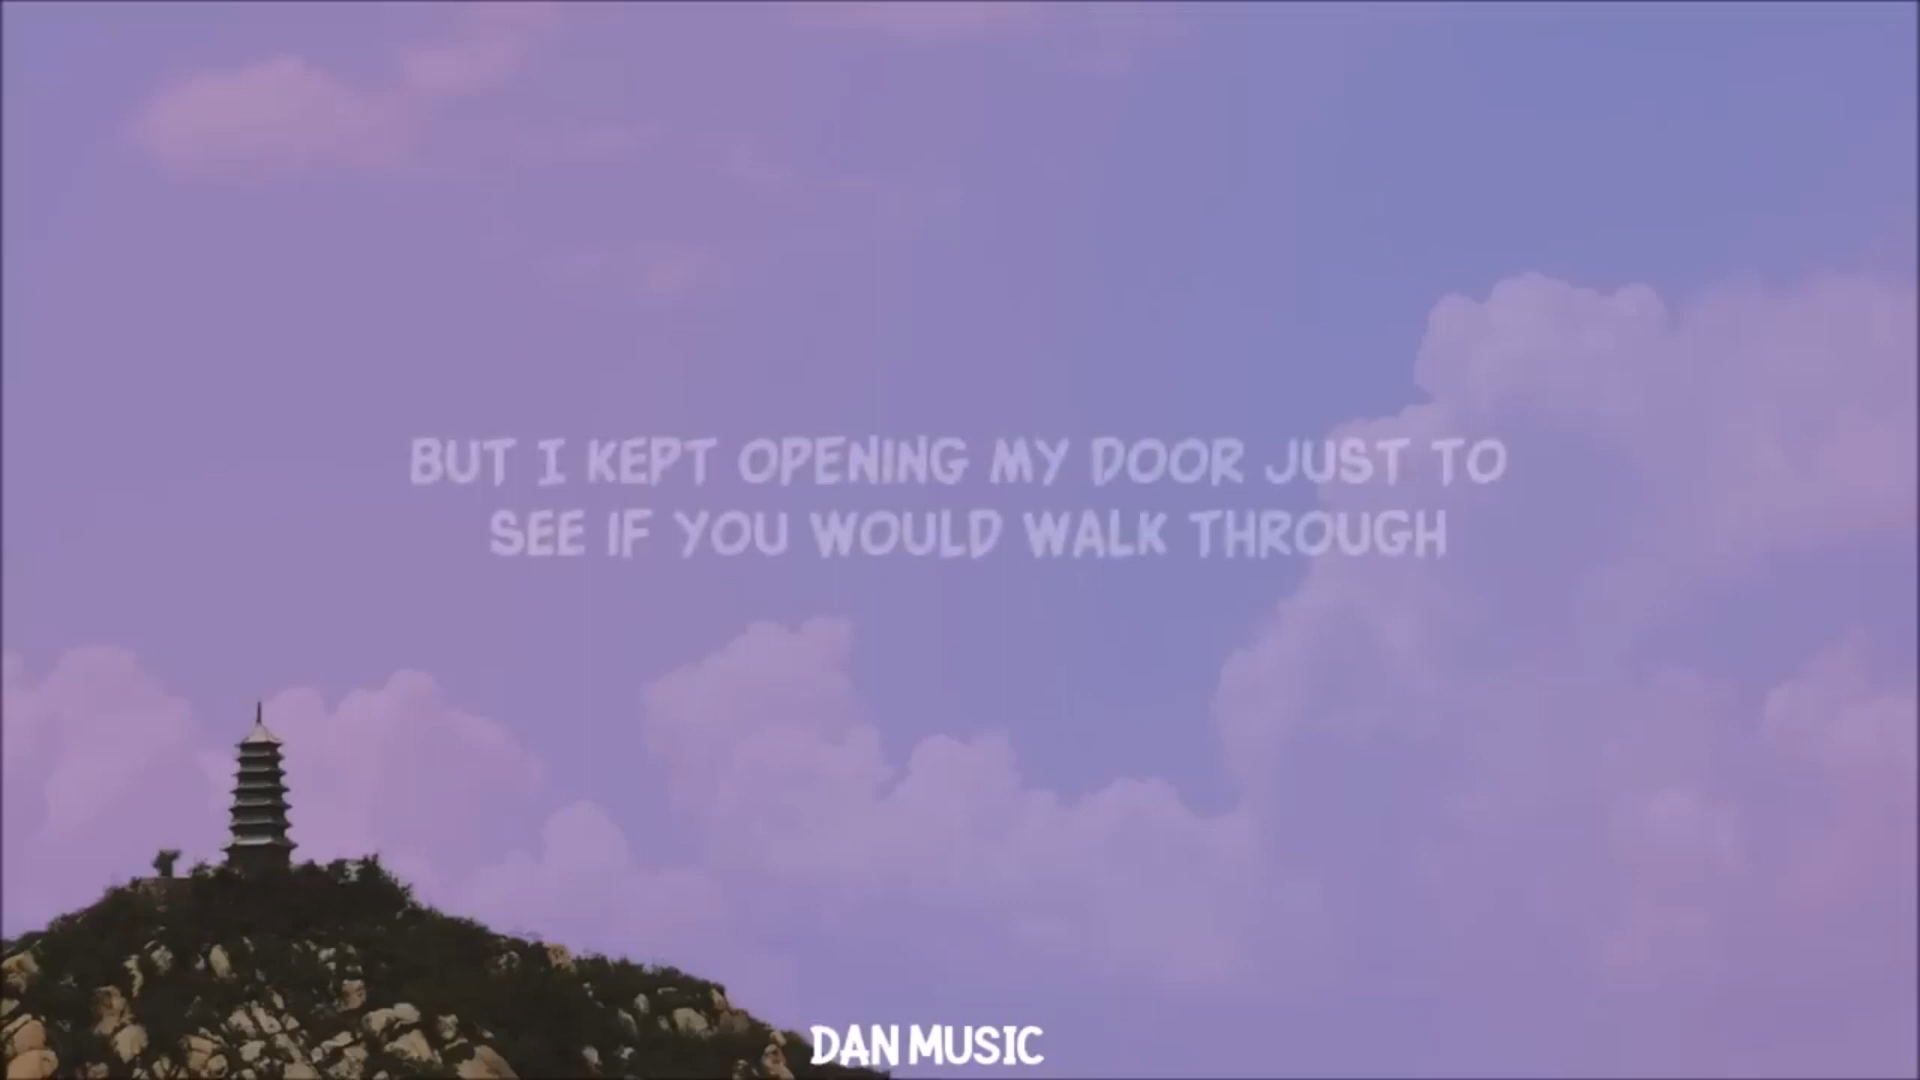 BUT I KEPT OPENING MY DOOR JUST TO
SEE IF YOU WOULD WALK THROUGH
DAN MUSIC